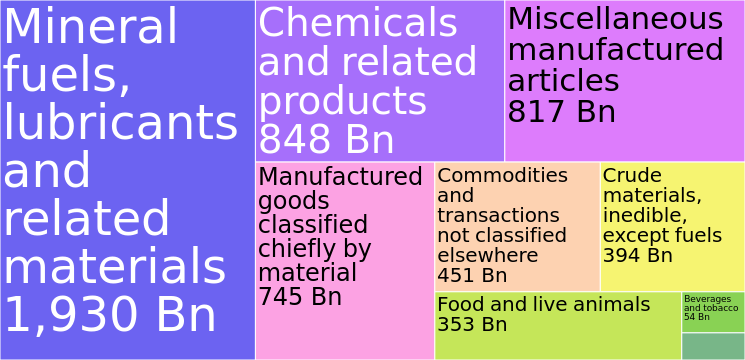 Mineral
fuels,
lubricants
and
related
materials
1,930 Bn
Chemicals
and related
products
848 Bn
Miscellaneous
manufactured
articles
817 Bn
Manufactured
goods
classified
chiefly by
material
745 Bn
Commodities
and
transactions
not classified
elsewhere
451 Bn
Crude
materials,
inedible,
except fuels
394 Bn
Food and live animals
353 Bn
Beverages
and tobacco
54 Bn